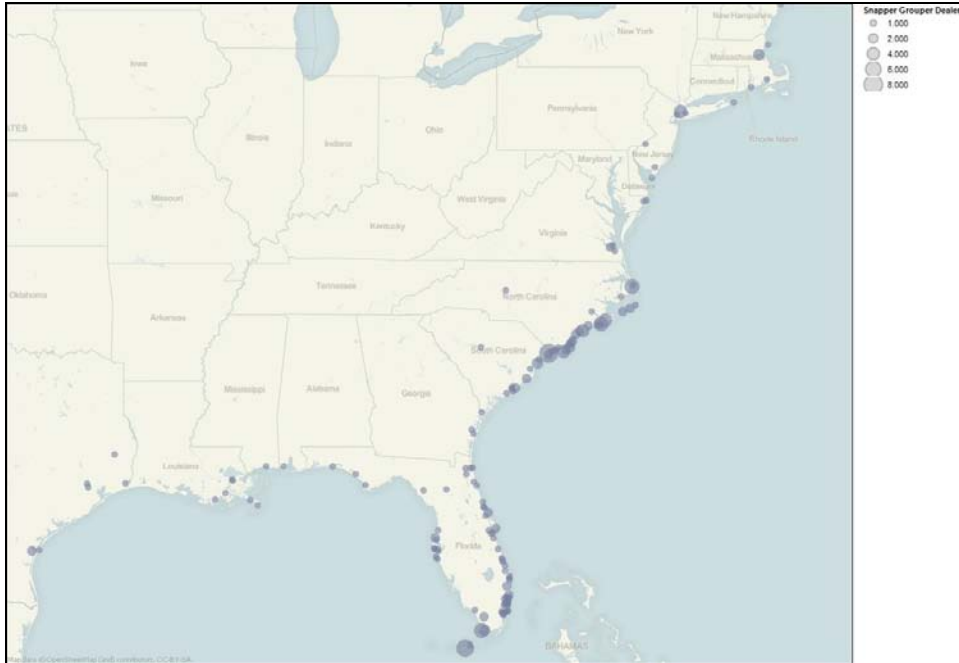 Snapper Grouper Dealer
1.000
2.000
4.000
6.000
8.000
New Hampshire
New York
Massachusetts
Iowa
Connecticut
Pennsylvania
Rhode Island
Ohio
Illinois
Indiana
New Jersey
Maryland
Delaware
West Virginia
Missouri
Kentucky
Virginia
Tennessee
North Carolina
Oklahoma
Arkansas
South Carolina
Mississippi
Alabama
Georgia
Louisiana
Florida
BAHAMAS